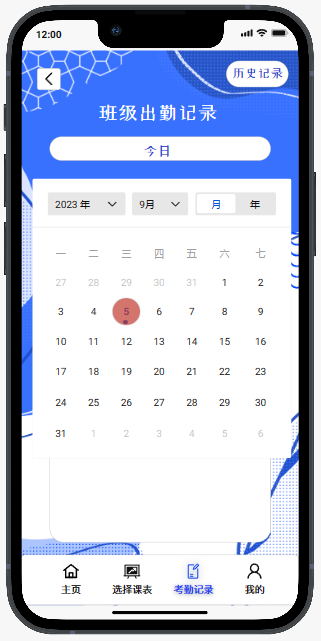 12:00
历史记录
班级出勤记录
今日
2023 年 9月 月 年
一 二 三 四 五 六 七
27 28 29 30 31 1 2
3 4 5 6 7 8 9
10 11 12 13 14 15 16
17 18 19 20 21 22 23
24 25 26 27 28 29 30
31 1 2 3 4 5 6
主页 选择课表 考勤记录 我的